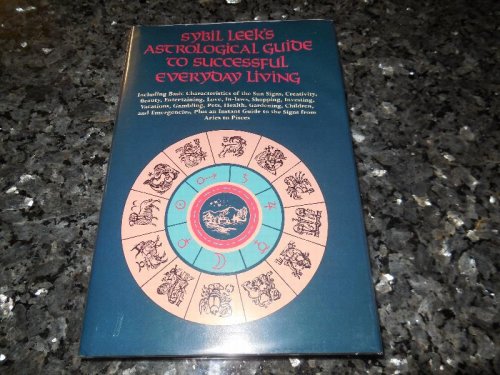 SYBIL LEEK'S
ASTROLOGICAL GUIDE
TO SUCCESSFUL
EVERYDAY LIVING
Including Basic Characteristics of the Sun Signs, Creativity,
Beauty, Entertaining, Love, In-laws, Shopping, Investing,
Vacations, Gambling, Pets, Health, Gardening, Children,
and Emergencies, Plus an Instant Guide to the Signs from
Aries to Pisces